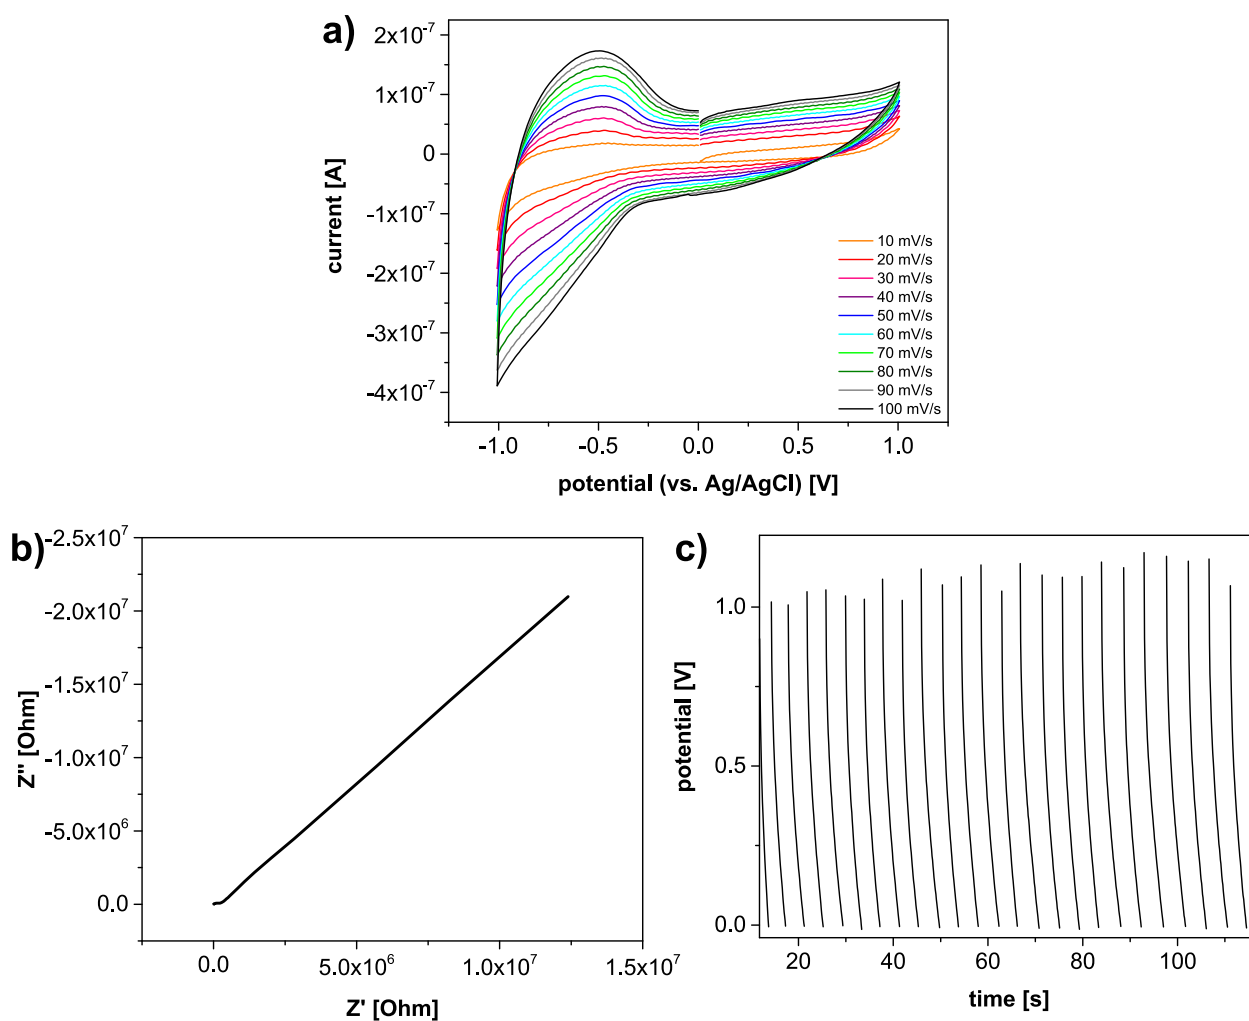 a)
2x10⁻⁷
1x10⁻⁷
0
-1x10⁻⁷
-2x10⁻⁷
-3x10⁻⁷
-4x10⁻⁷
current [A]
10 mV/s
20 mV/s
30 mV/s
40 mV/s
50 mV/s
60 mV/s
70 mV/s
80 mV/s
90 mV/s
100 mV/s
-1.0 -0.5 0.0 0.5 1.0
potential (vs. Ag/AgCl) [V]
b)
-2.5x10⁷
-2.0x10⁷
-1.5x10⁷
-1.0x10⁷
-5.0x10⁶
0.0
Z'' [Ohm]
0.0 5.0x10⁶ 1.0x10⁷ 1.5x10⁷
Z' [Ohm]
c)
1.0
0.5
0.0
potential [V]
20 40 60 80 100
time [s]